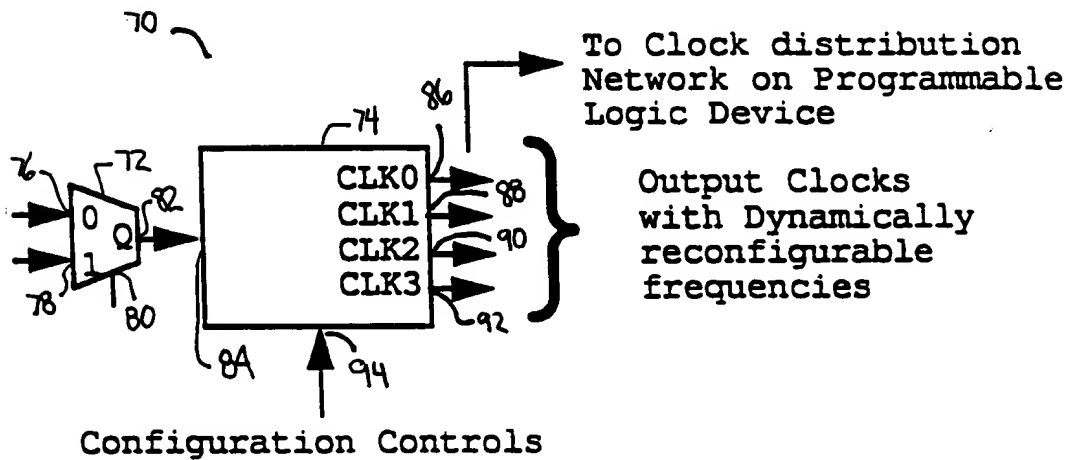 70
To Clock distribution
Network on Programmable
Logic Device
86
74
76
72
82
0
Q
1
78
80
CLK0
CLK1
CLK2
CLK3
88
90
92
84
94
Output Clocks
with Dynamically
reconfigurable
frequencies
Configuration Controls